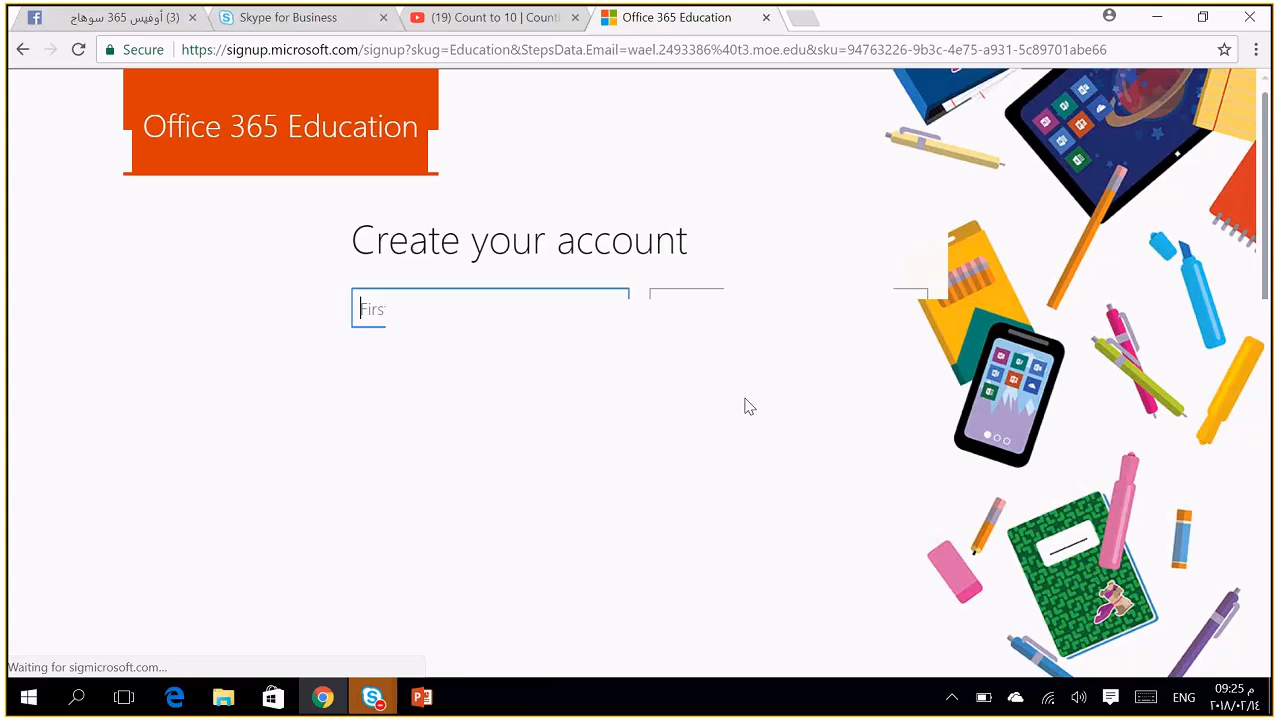 (3) أوفيس 365 سوهاج
Skype for Business
(19) Count to 10 | Count
Office 365 Education
Secure
https://signup.microsoft.com/signup?skug=Education&StepsData.Email=wael.2493386%40t3.moe.edu&sku=94763226-9b3c-4e75-a931-5c89701abe66
Office 365 Education
Create your account
Firs
Waiting for sigmicrosoft.com...
ENG
09:25 م
٢٠١٨/٠٢/١٤